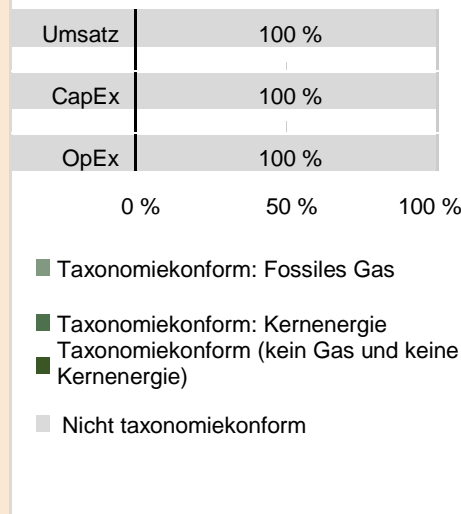 Umsatz 100 %
CapEx 100 %
OpEx 100 %
0 % 50 % 100 %
Taxonomiekonform: Fossiles Gas
Taxonomiekonform: Kernenergie
Taxonomiekonform (kein Gas und keine
Kernenergie)
Nicht taxonomiekonform